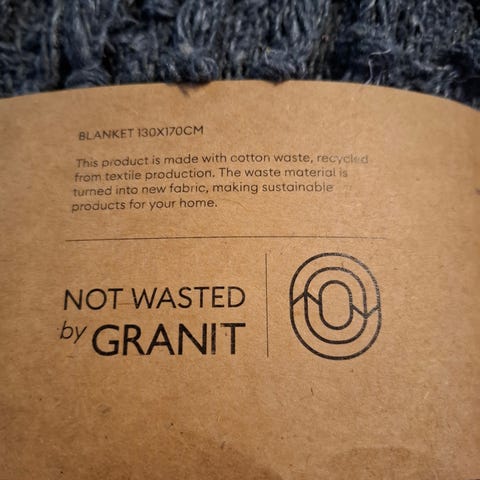 BLANKET 130X170CM
This product is made with cotton waste, recycled
from textile production. The waste material is
turned into new fabric, making sustainable
products for your home.
NOT WASTED
by GRANIT